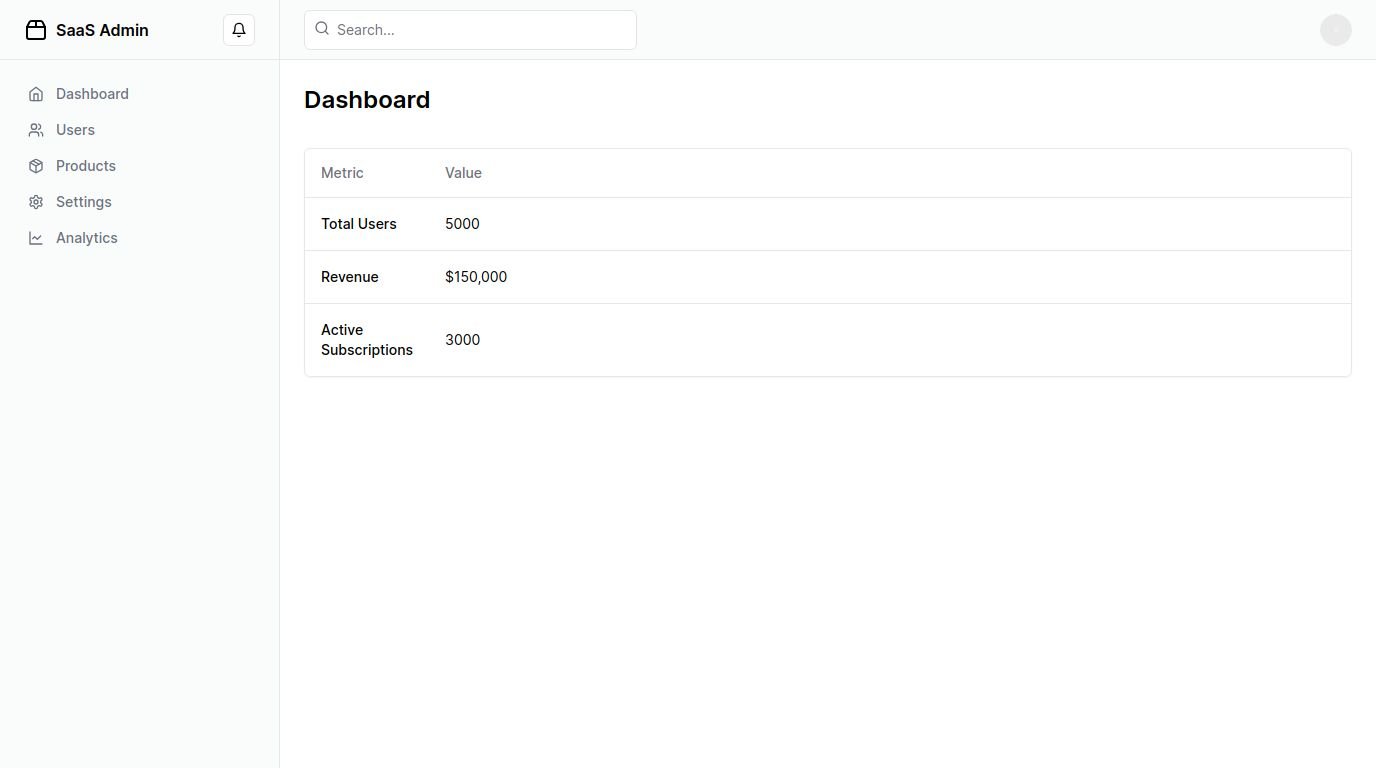 SaaS Admin
Search...
Dashboard
Users
Products
Settings
Analytics
Dashboard
Metric Value
Total Users 5000
Revenue $150,000
Active
Subscriptions 3000